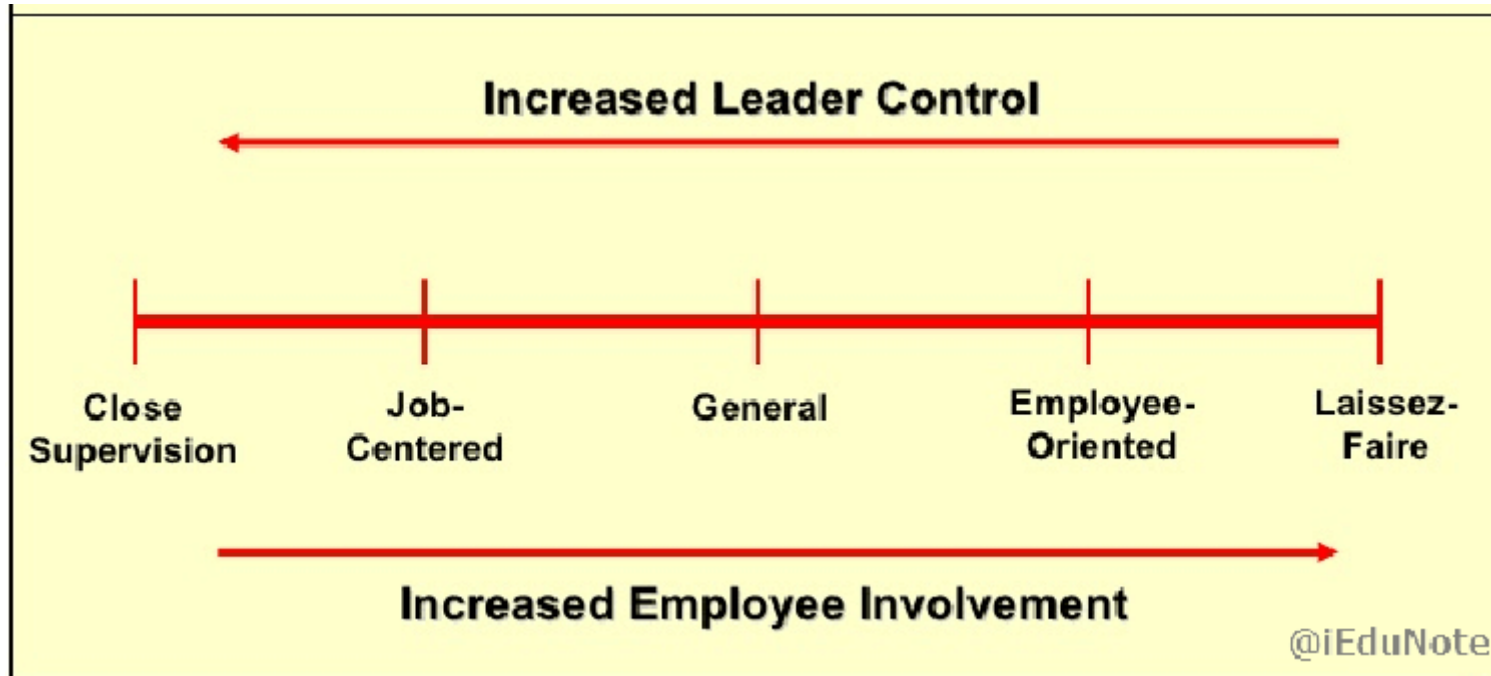 Increased Leader Control
Close
Supervision
Job-
Centered
General
Employee-
Oriented
Laissez-
Faire
Increased Employee Involvement
@iEduNote